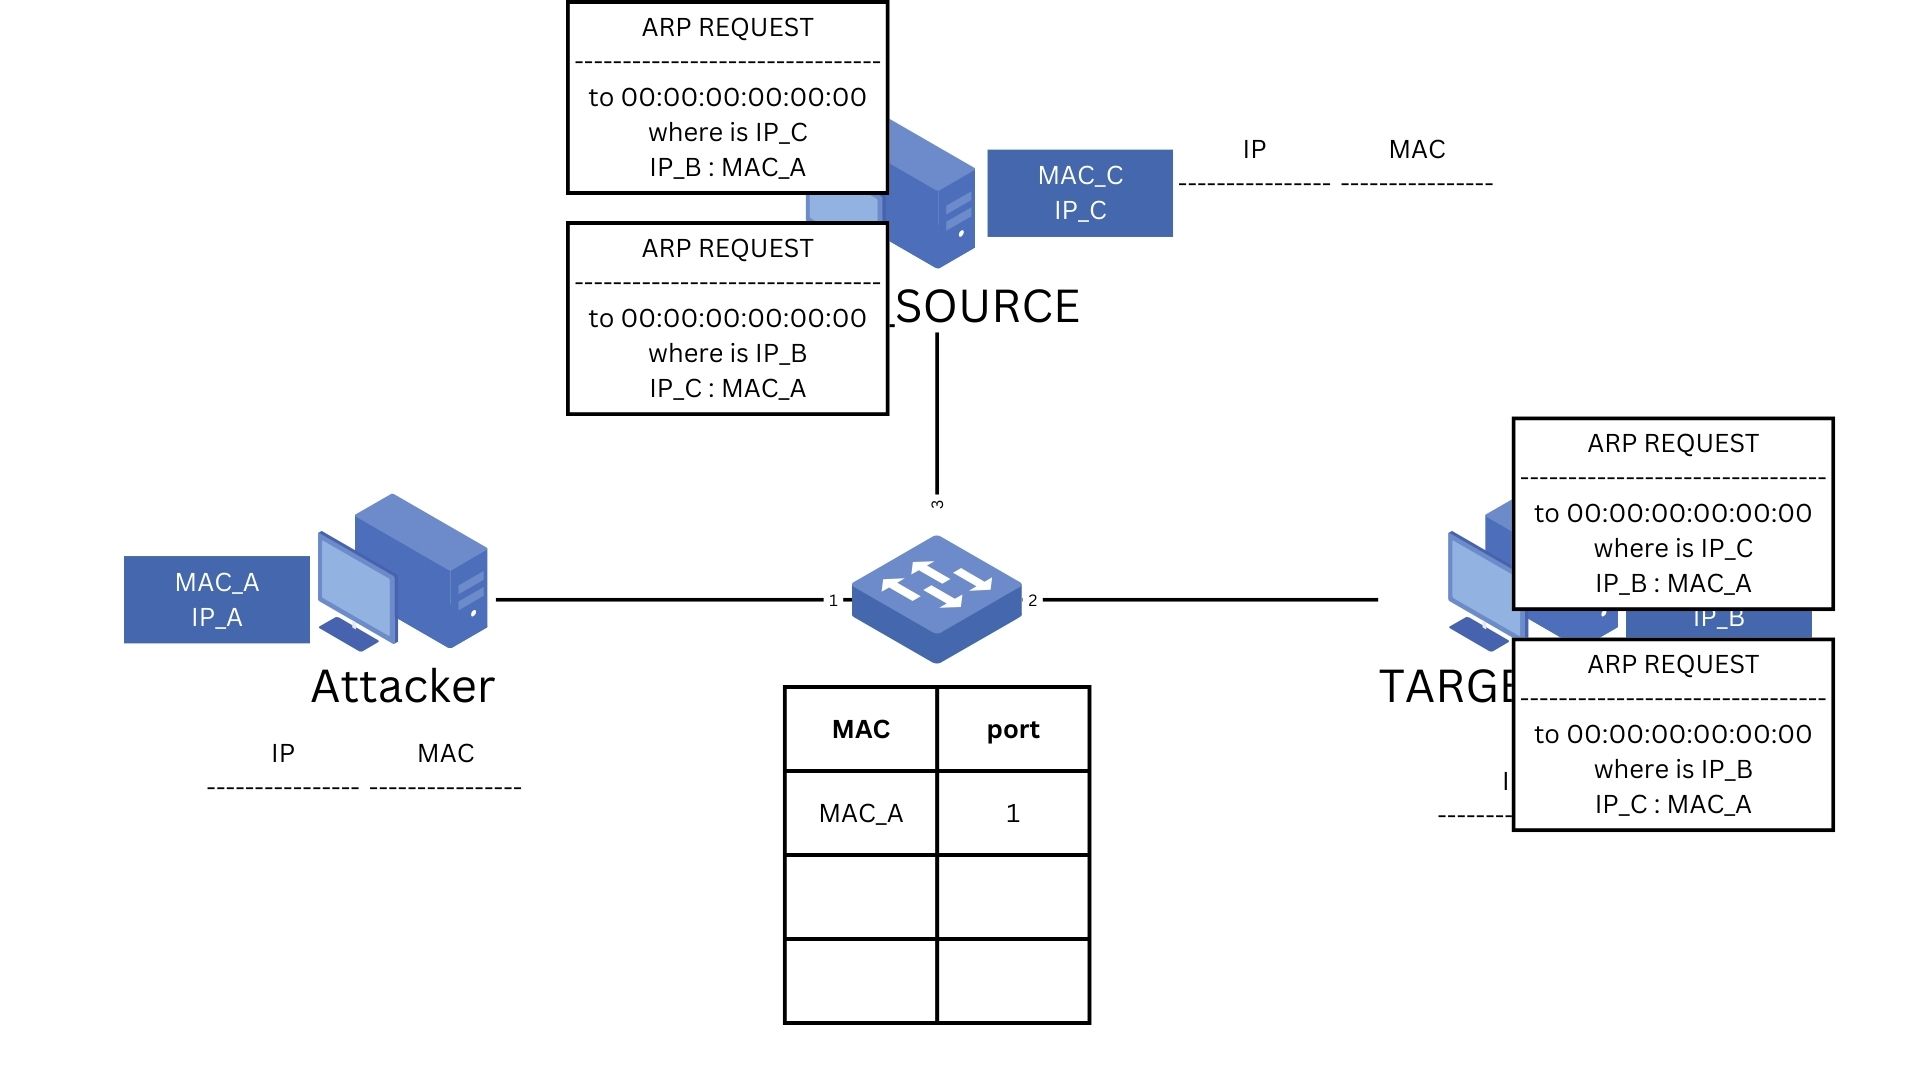 ARP REQUEST
--------------------------------
to 00:00:00:00:00:00
where is IP_C
IP_B : MAC_A
ARP REQUEST
--------------------------------
to 00:00:00:00:00:00
where is IP_B
IP_C : MAC_A
MAC_C
IP_C
IP MAC
---------------- ----------------
_SOURCE
3
MAC_A
IP_A
Attacker
IP MAC
---------------- ----------------
1
2
MAC port
MAC_A 1
ARP REQUEST
--------------------------------
to 00:00:00:00:00:00
where is IP_C
IP_B : MAC_A
IP_B
ARP REQUEST
--------------------------------
to 00:00:00:00:00:00
where is IP_B
IP_C : MAC_A